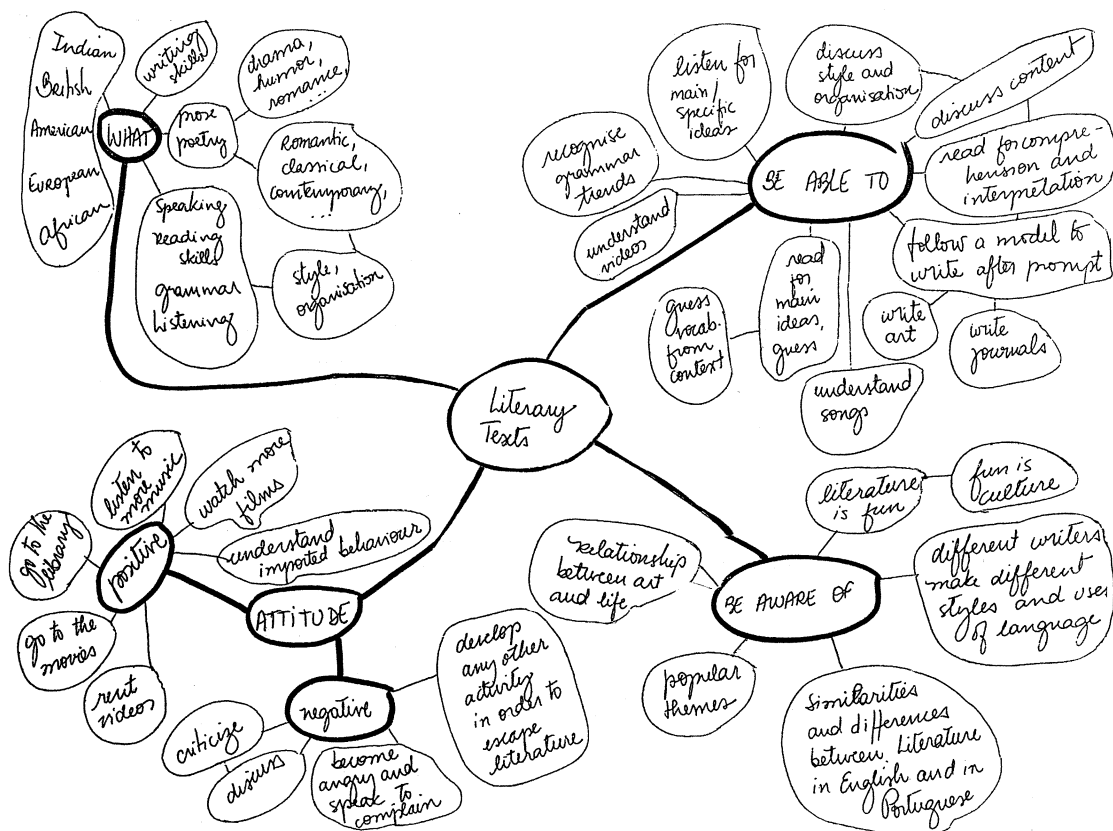 Indian
British
American
European
African
writing
skills
WHAT
prose
poetry
drama,
humor,
romance,
...
Romantic,
classical,
contemporary,
...
Speaking
reading
skills
grammar
listening
style,
organisation
listen for
main/
specific
ideas
discuss
style and
organisation
discuss content
recognise
grammar
trends
BE ABLE TO
read for compre-
hension and
interpretation
understand
videos
follow a model to
write after prompt
read
for
main
ideas,
guess
guess
vocab.
from
context
write
art
write
journals
understand
songs
Literary
Texts
listen to
more
music
watch more
films
go to the
library
positive
understand
imported behaviour
ATTITUDE
go to the
movies
rent
videos
negative
criticize
discuss
become
angry and
speak to
complain
develop
any other
activity
in order to
escape
literature
literature
is fun
fun is
culture
relationship
between art
and life
BE AWARE OF
different writers
make different
styles and uses
of language
popular
themes
Similarities
and differences
between Literature
in English and in
Portuguese